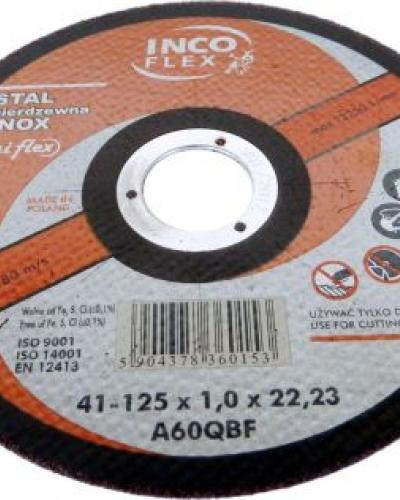 INCO
FLEX
STAL
NOX
flex
MADE IN
POLAND
80 m/s
Wolne od Fe, S, Cl (≤0,1%)
Free of Fe, S, Cl (≤0,1%)
ISO 9001
ISO 14001
EN 12413
5 904378 360153
UŻYWAĆ TYLKO D
USE FOR CUTTING
41-125 x 1,0 x 22,23
A60QBF